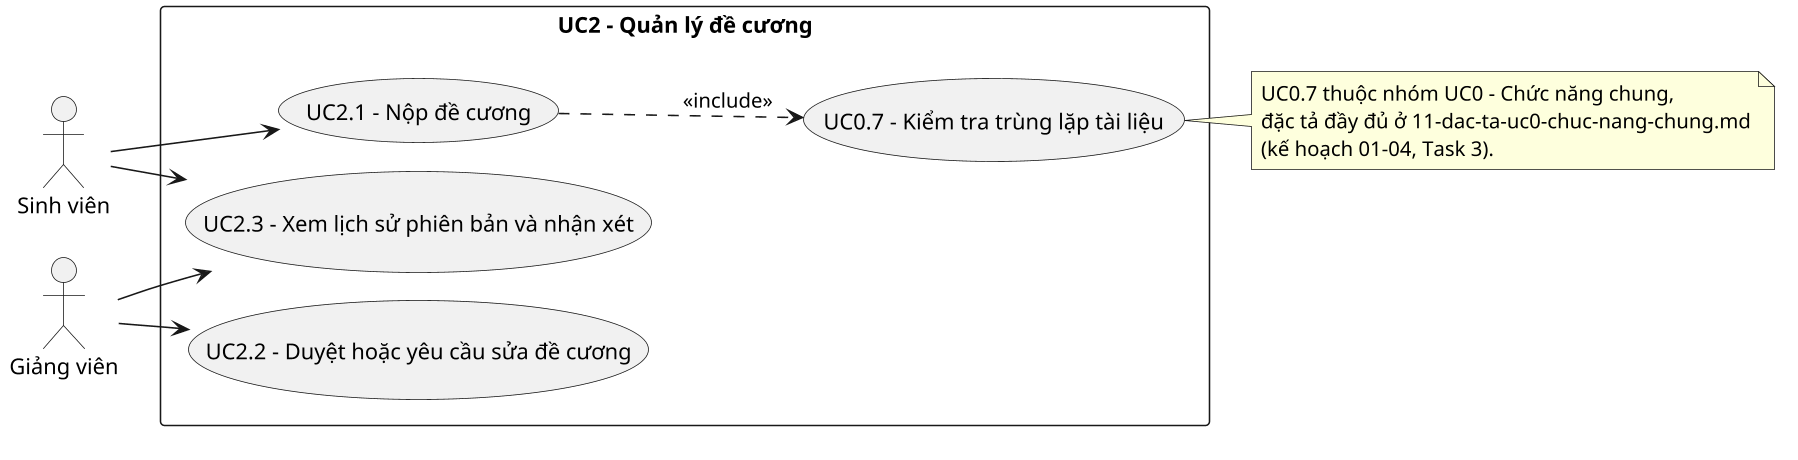 UC2 - Quản lý đề cương
UC2.1 - Nộp đề cương
«include»
UC0.7 - Kiểm tra trùng lặp tài liệu
UC0.7 thuộc nhóm UC0 - Chức năng chung,
đặc tả đầy đủ ở 11-dac-ta-uc0-chuc-nang-chung.md
(kế hoạch 01-04, Task 3).
Sinh viên
UC2.3 - Xem lịch sử phiên bản và nhận xét
Giảng viên
UC2.2 - Duyệt hoặc yêu cầu sửa đề cương